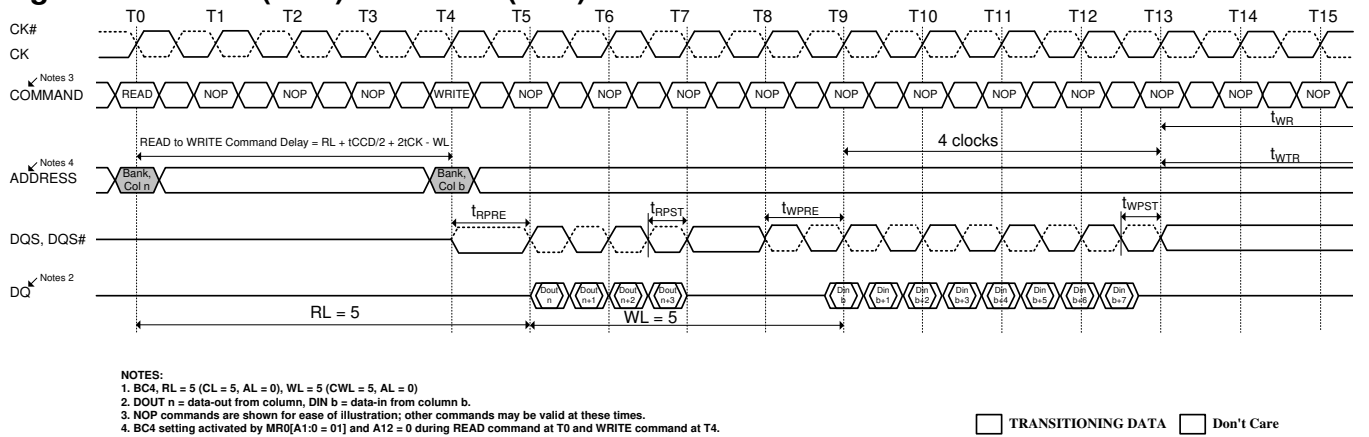 T0 T1 T2 T3 T4 T5 T6 T7 T8 T9 T10 T11 T12 T13 T14 T15
CK#
CK
Notes 3
COMMAND READ NOP NOP NOP WRITE NOP NOP NOP NOP NOP NOP NOP NOP NOP NOP NOP
tWR
READ to WRITE Command Delay = RL + tCCD/2 + 2tCK - WL
4 clocks
tWTR
Notes 4
ADDRESS Bank, Col n Bank, Col b
tRPRE tRPST tWPRE tWPST
DQS, DQS#
Notes 2
DQ Dout n Dout n+1 Dout n+2 Dout n+3 Din b Din b+1 Din b+2 Din b+3 Din b+4 Din b+5 Din b+6 Din b+7
RL = 5 WL = 5
NOTES:
1. BC4, RL = 5 (CL = 5, AL = 0), WL = 5 (CWL = 5, AL = 0)
2. DOUT n = data-out from column, DIN b = data-in from column b.
3. NOP commands are shown for ease of illustration; other commands may be valid at these times.
4. BC4 setting activated by MR0[A1:0 = 01] and A12 = 0 during READ command at T0 and WRITE command at T4.
TRANSITIONING DATA Don't Care